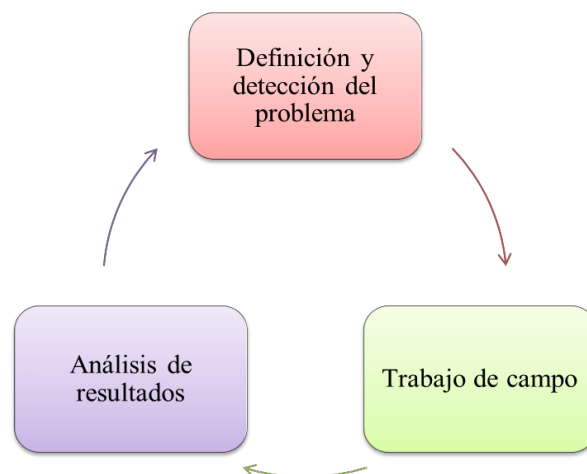 Definición y
detección del
problema
Análisis de
resultados
Trabajo de campo